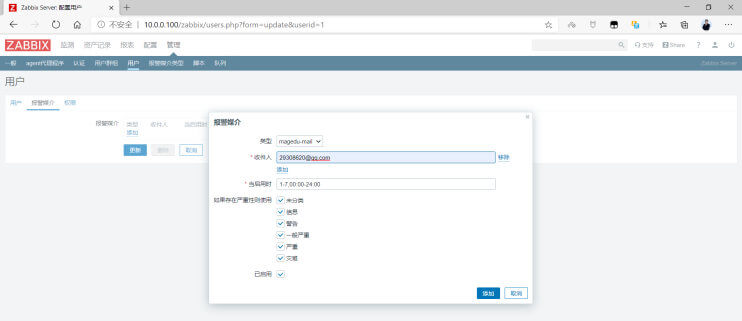 Zabbix Server: 配置用户
不安全 | 10.0.0.100/zabbix/users.php?form=update&userid=1
ZABBIX 监测 资产记录 报表 配置 管理
支持 Share ?
一般 agent代理程序 认证 用户群组 用户 报警媒介类型 脚本 队列 Zabbix Server
用户
用户 报警媒介 权限
报警媒介 类型 收件人 当启用时
添加
更新 删除 取消
报警媒介
类型 magedu-mail
* 收件人 29308620@qq.com 移除
添加
* 当启用时 1-7,00:00-24:00
如果存在严重性则使用 未分类
信息
警告
一般严重
严重
灾难
已启用
添加 取消